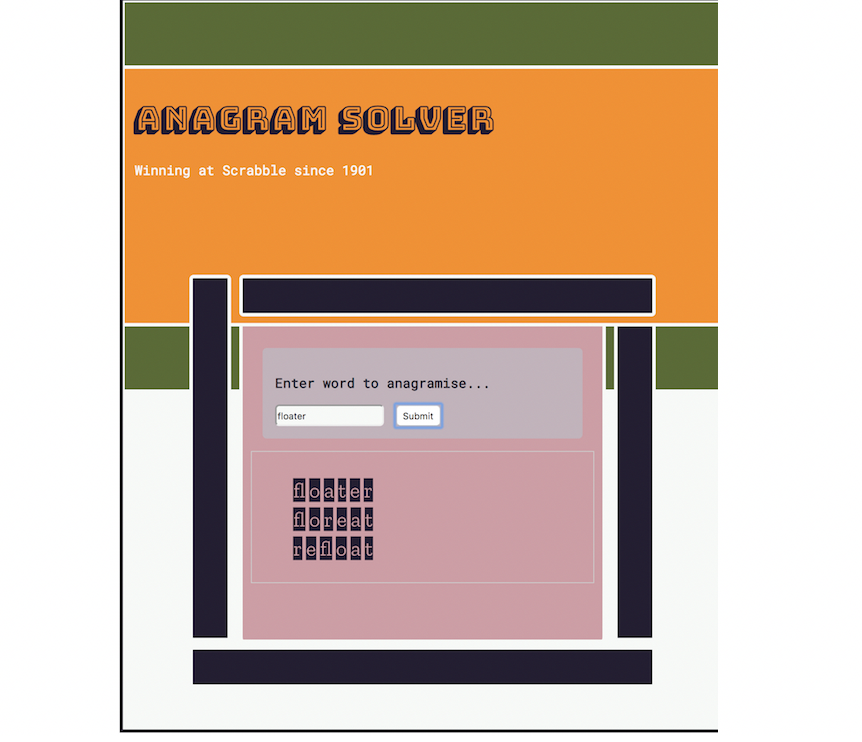 ANAGRAM SOLVER
Winning at Scrabble since 1901
Enter word to anagramise...
floater
Submit
floater
floreat
refloat